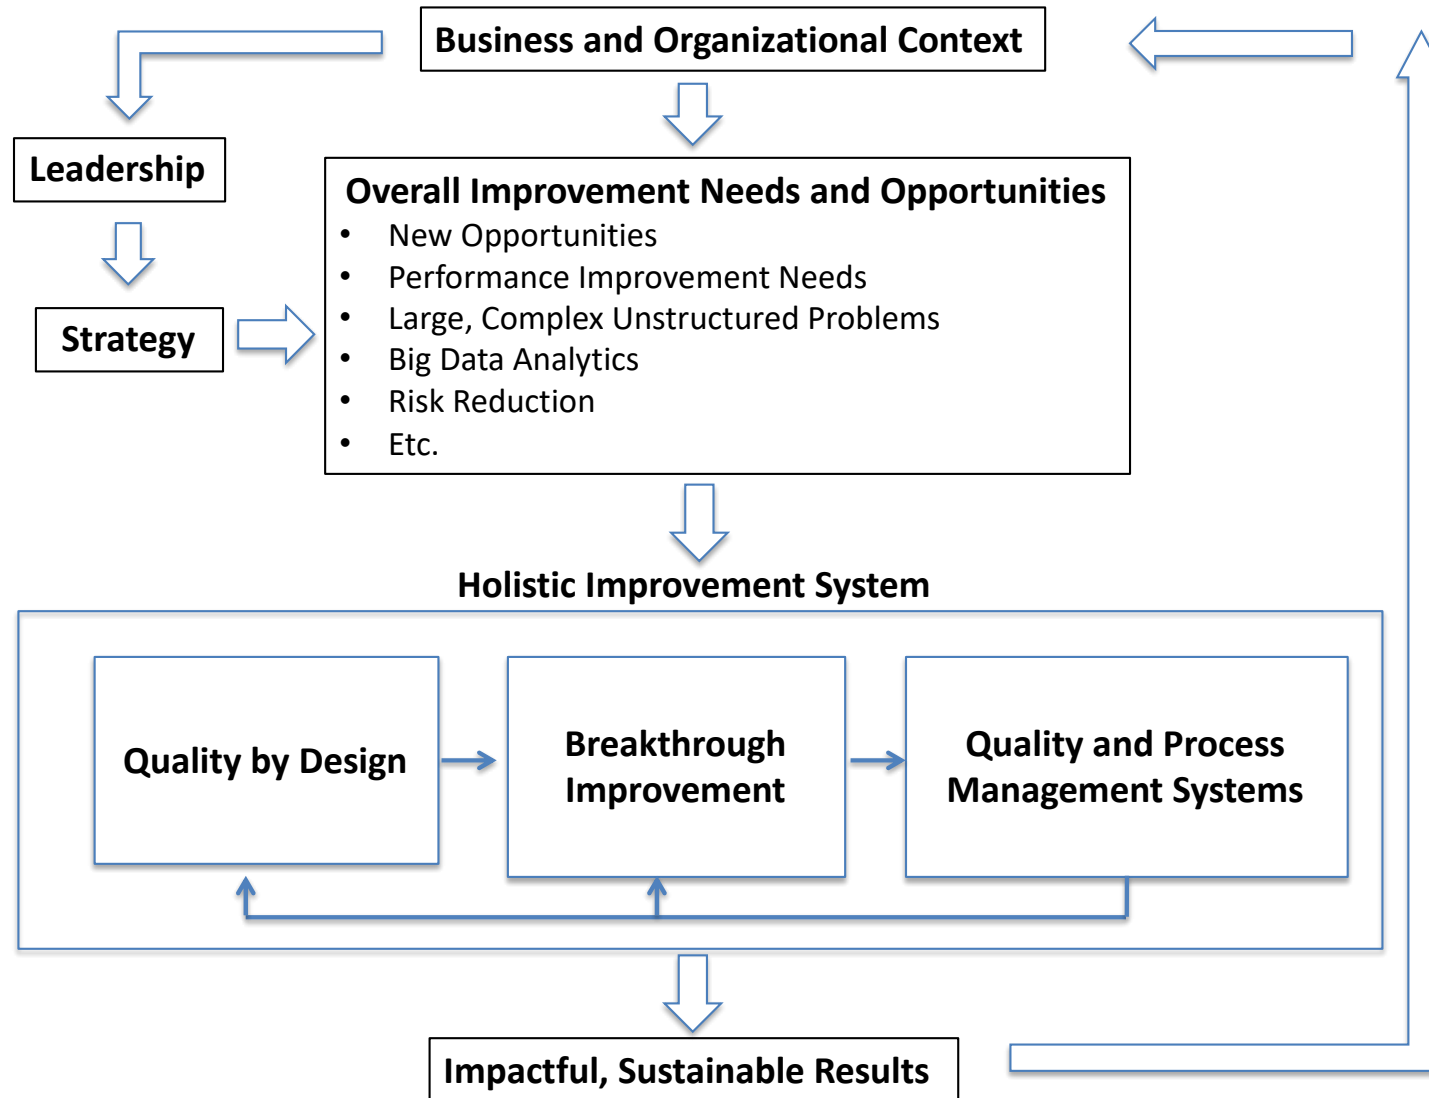 Business and Organizational Context
Leadership
Overall Improvement Needs and Opportunities
• New Opportunities
• Performance Improvement Needs
• Large, Complex Unstructured Problems
• Big Data Analytics
• Risk Reduction
• Etc.
Strategy
Holistic Improvement System
Quality by Design
Breakthrough
Improvement
Quality and Process
Management Systems
Impactful, Sustainable Results